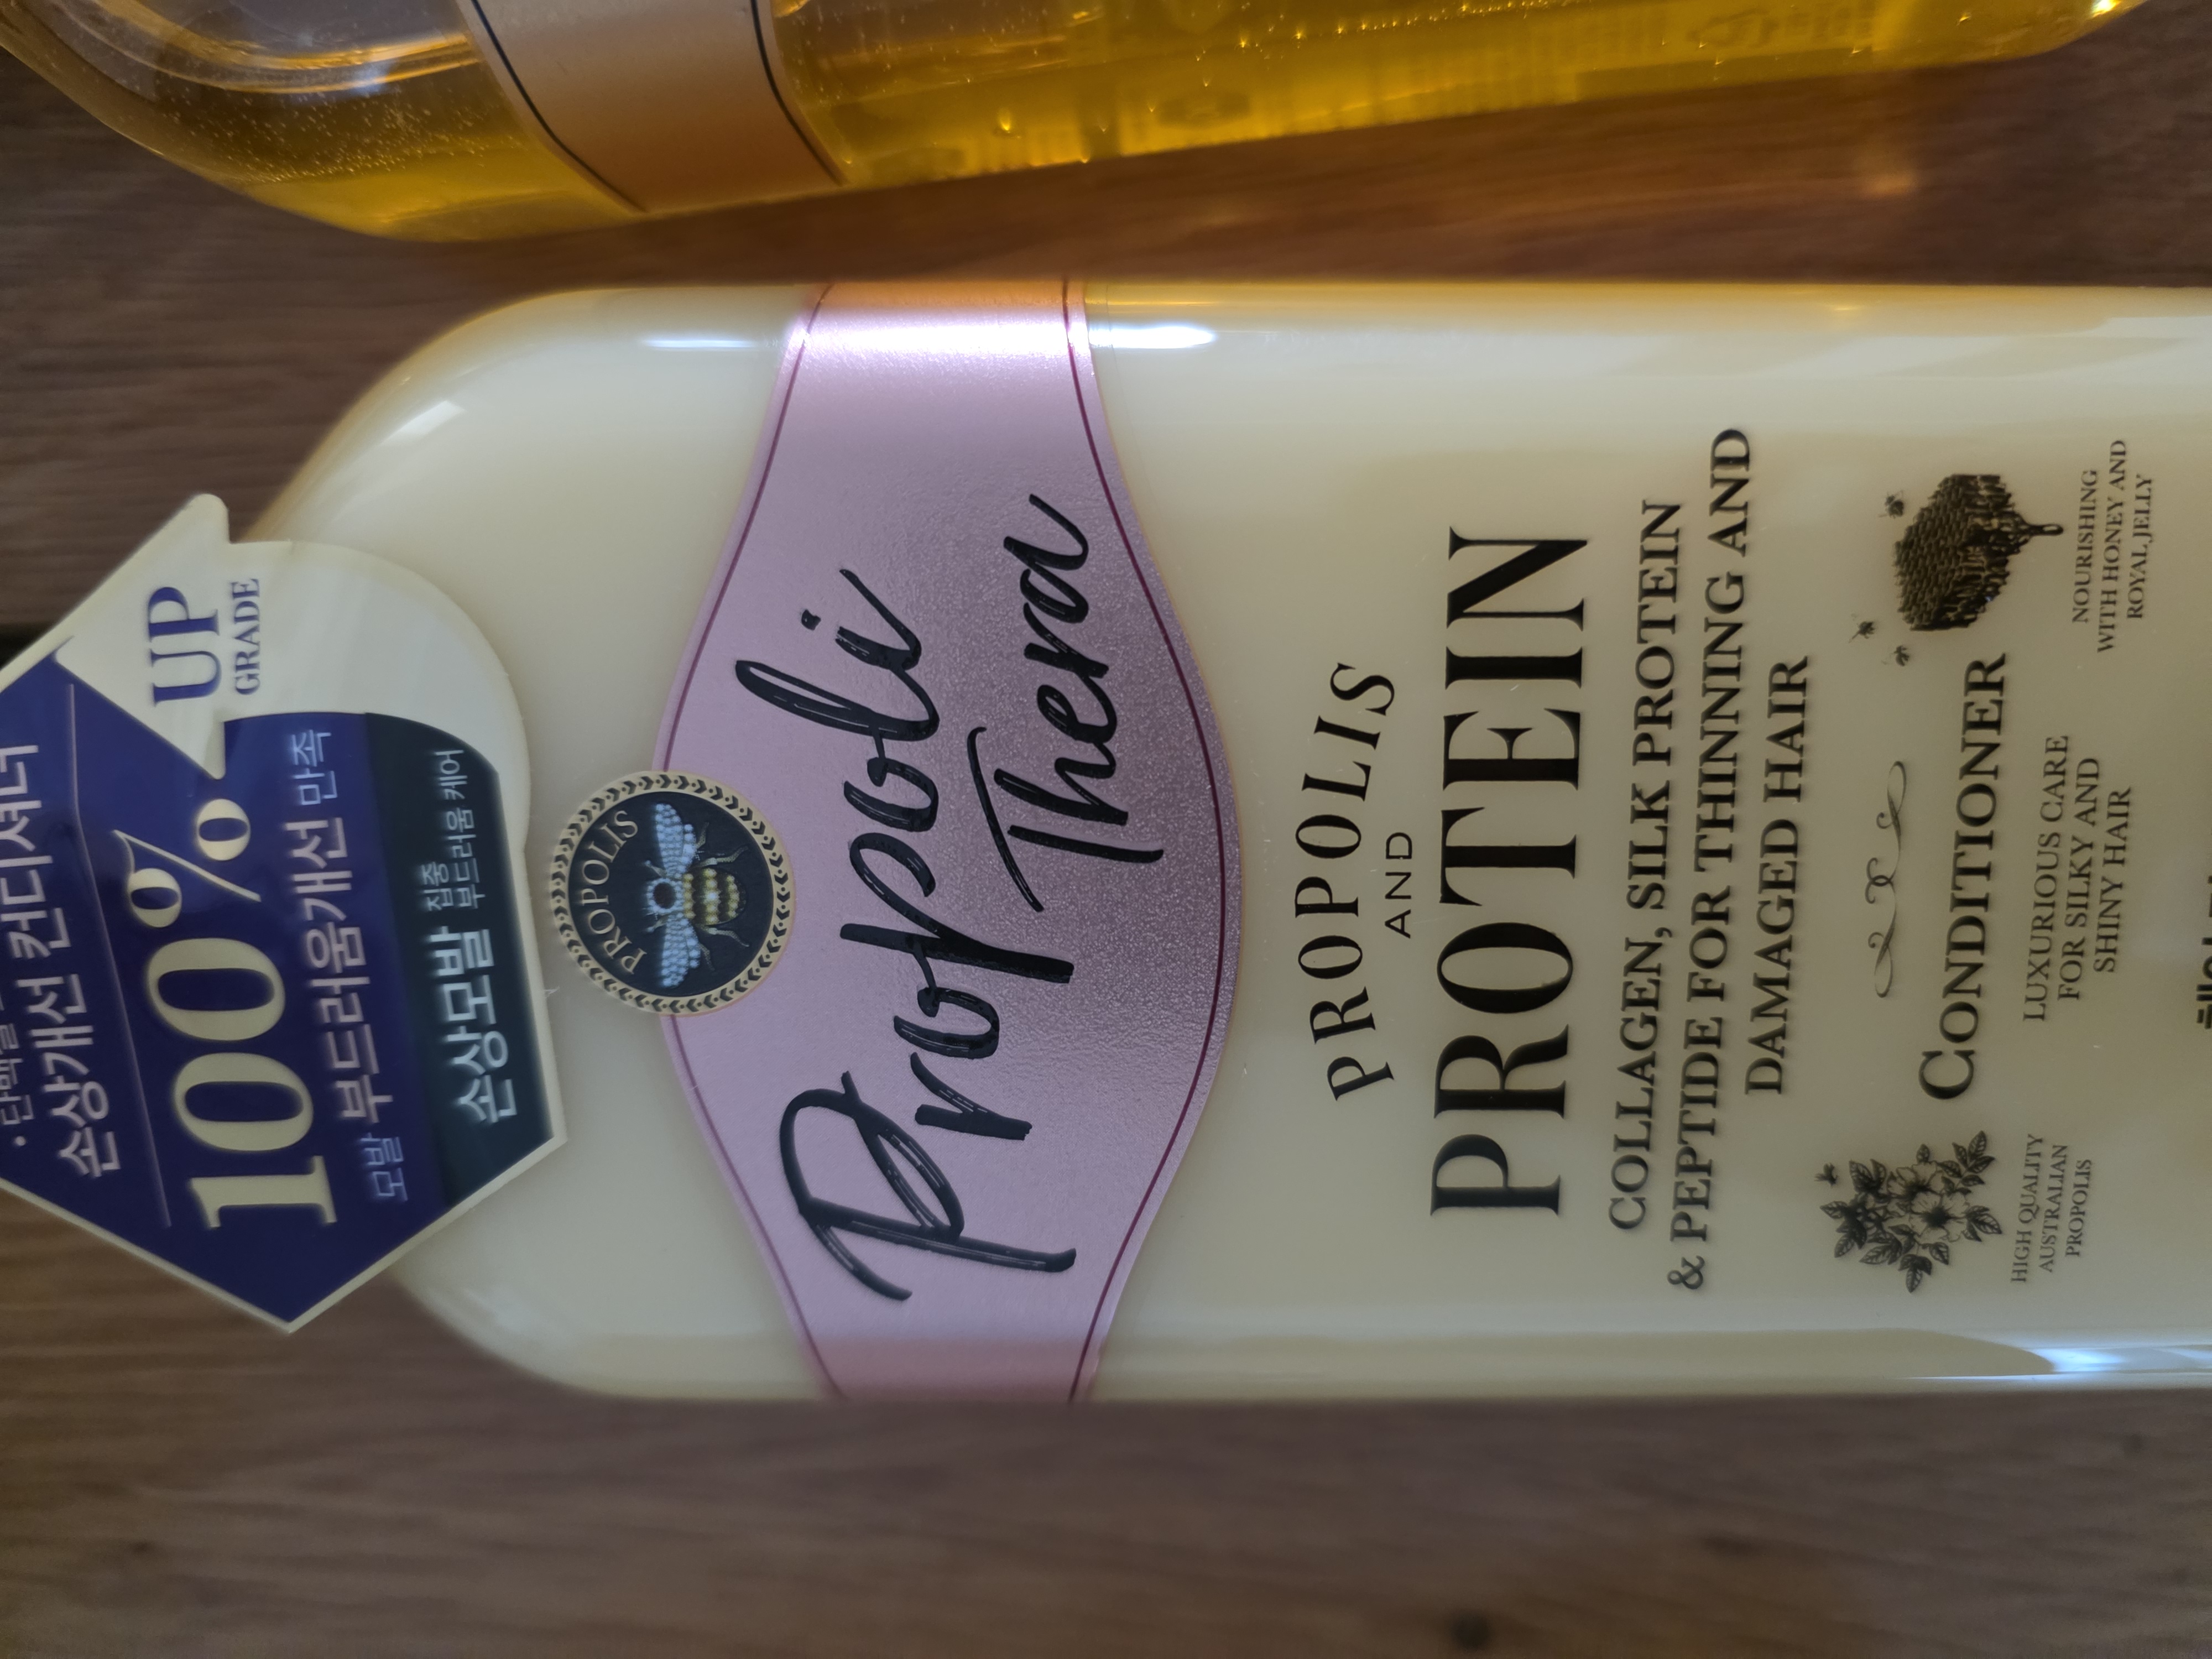 손상개선 컨디셔너
UP
GRADE
100%
모발 부드러움개선 만족
손상모발 집중
부드러움 케어
PROPOLIS
Propoli
Thera
PROPOLIS
AND
PROTEIN
COLLAGEN, SILK PROTEIN
& PEPTIDE FOR THINNING AND
DAMAGED HAIR
CONDITIONER
HIGH QUALITY
AUSTRALIAN
PROPOLIS
LUXURIOUS CARE
FOR SILKY AND
SHINY HAIR
NOURISHING
WITH HONEY AND
ROYAL JELLY